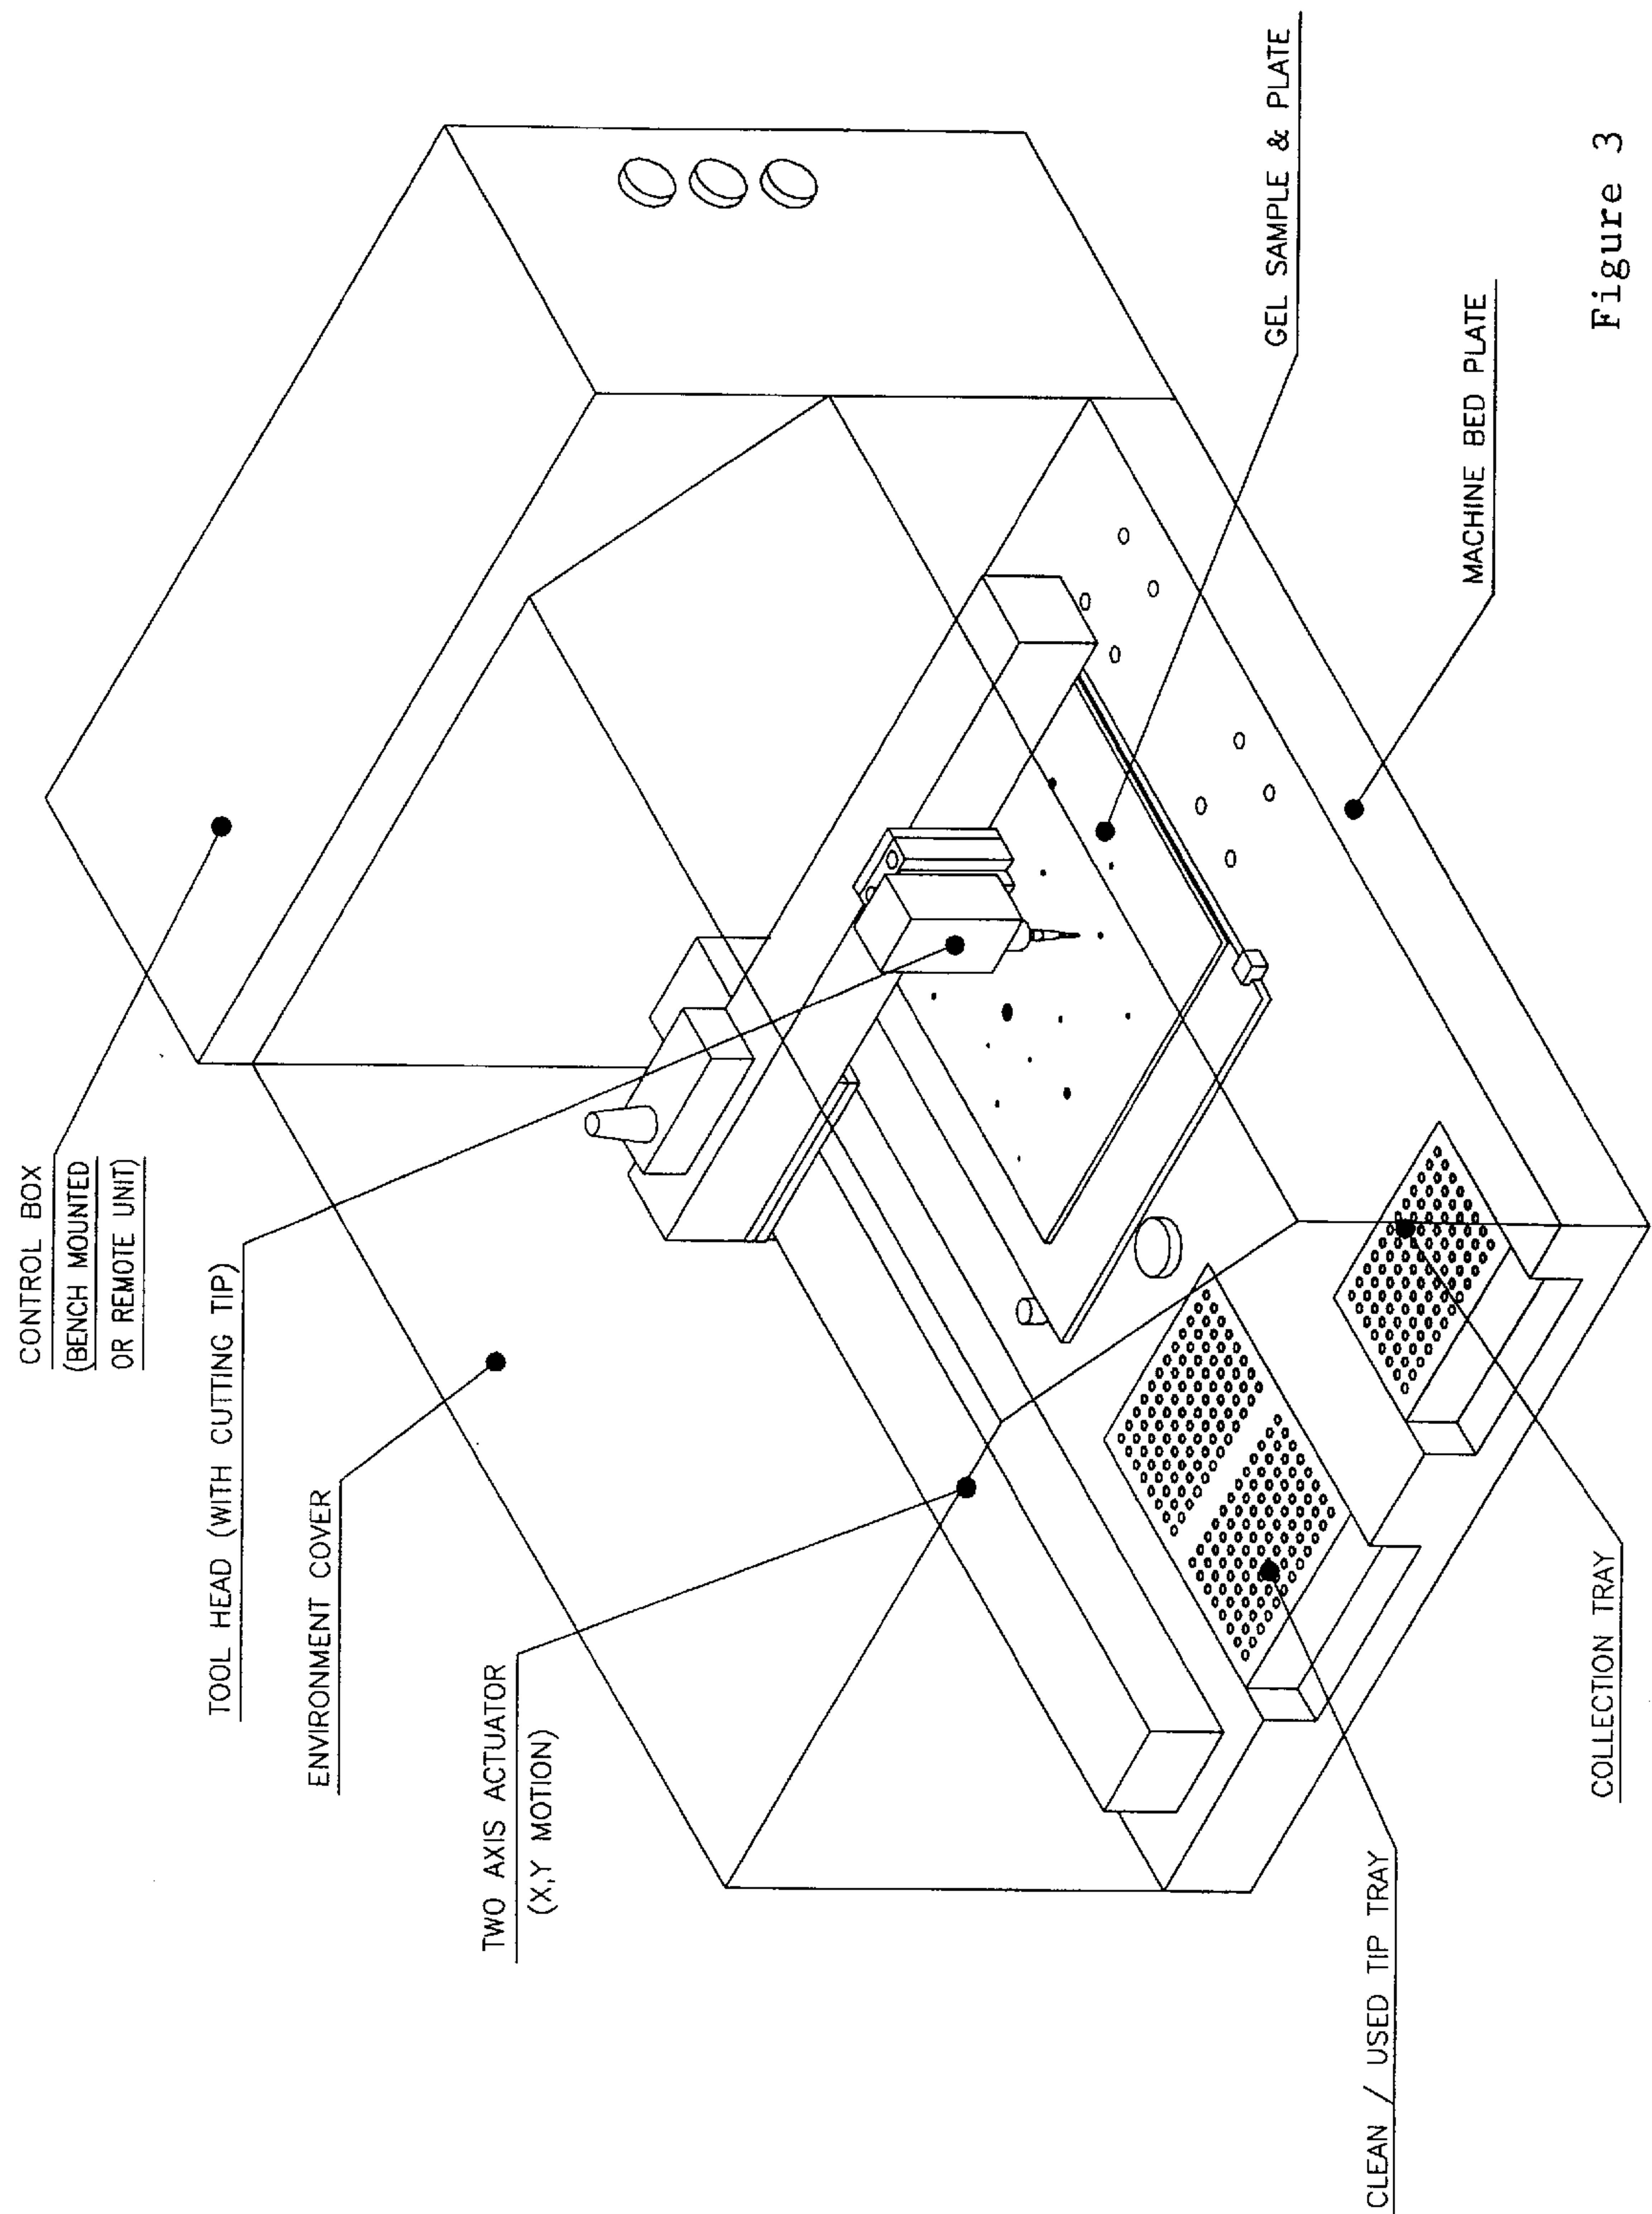 CONTROL BOX
(BENCH MOUNTED
OR REMOTE UNIT)
TOOL HEAD (WITH CUTTING TIP)
ENVIRONMENT COVER
TWO AXIS ACTUATOR
(X,Y MOTION)
CLEAN / USED TIP TRAY
COLLECTION TRAY
GEL SAMPLE & PLATE
MACHINE BED PLATE
Figure 3